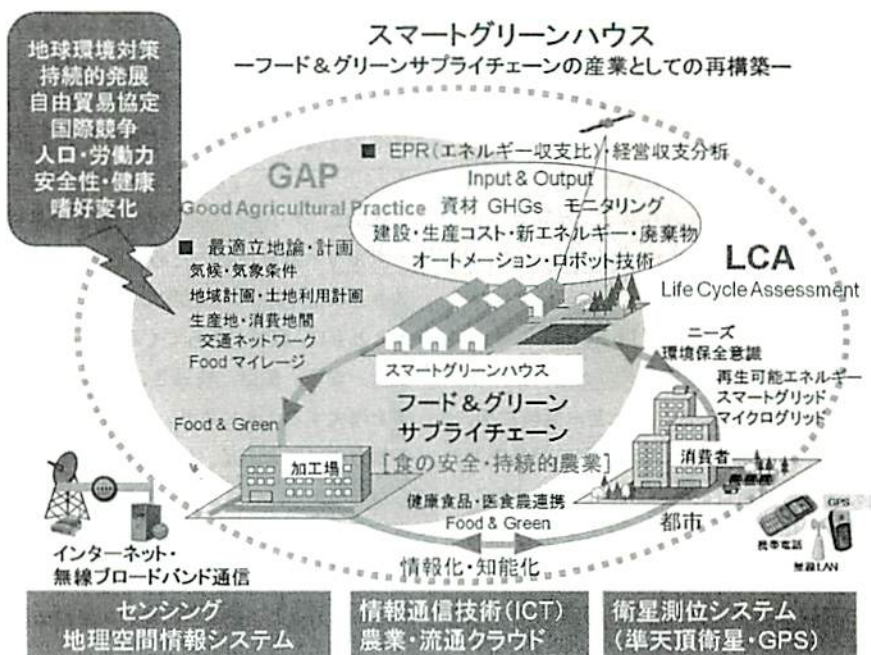 スマートグリーンハウス
ーフード&グリーンサプライチェーンの産業としての再構築ー
地球環境対策
持続的発展
自由貿易協定
国際競争
人口・労働力
安全性・健康
嗜好変化
■ EPR(エネルギー収支比)・経営収支分析
GAP
Good Agricultural Practice
Input & Output
資材 GHGs モニタリング
建設・生産コスト・新エネルギー・廃棄物
オートメーション・ロボット技術
■ 最適立地論・計画
気候・気象条件
地域計画・土地利用計画
生産地・消費地間
交通ネットワーク
Food マイレージ
LCA
Life Cycle Assessment
ニーズ
環境保全意識
再生可能エネルギー
スマートグリッド
マイクログリッド
スマートグリーンハウス
フード&グリーン
サプライチェーン
[食の安全・持続的農業]
Food & Green
加工場
消費者
健康食品・医食農連携
Food & Green
都市
情報化・知能化
インターネット・
無線ブロードバンド通信
GPS
携帯電話
無線LAN
センシング
地理空間情報システム
情報通信技術(ICT)
農業・流通クラウド
衛星測位システム
(準天頂衛星・GPS)